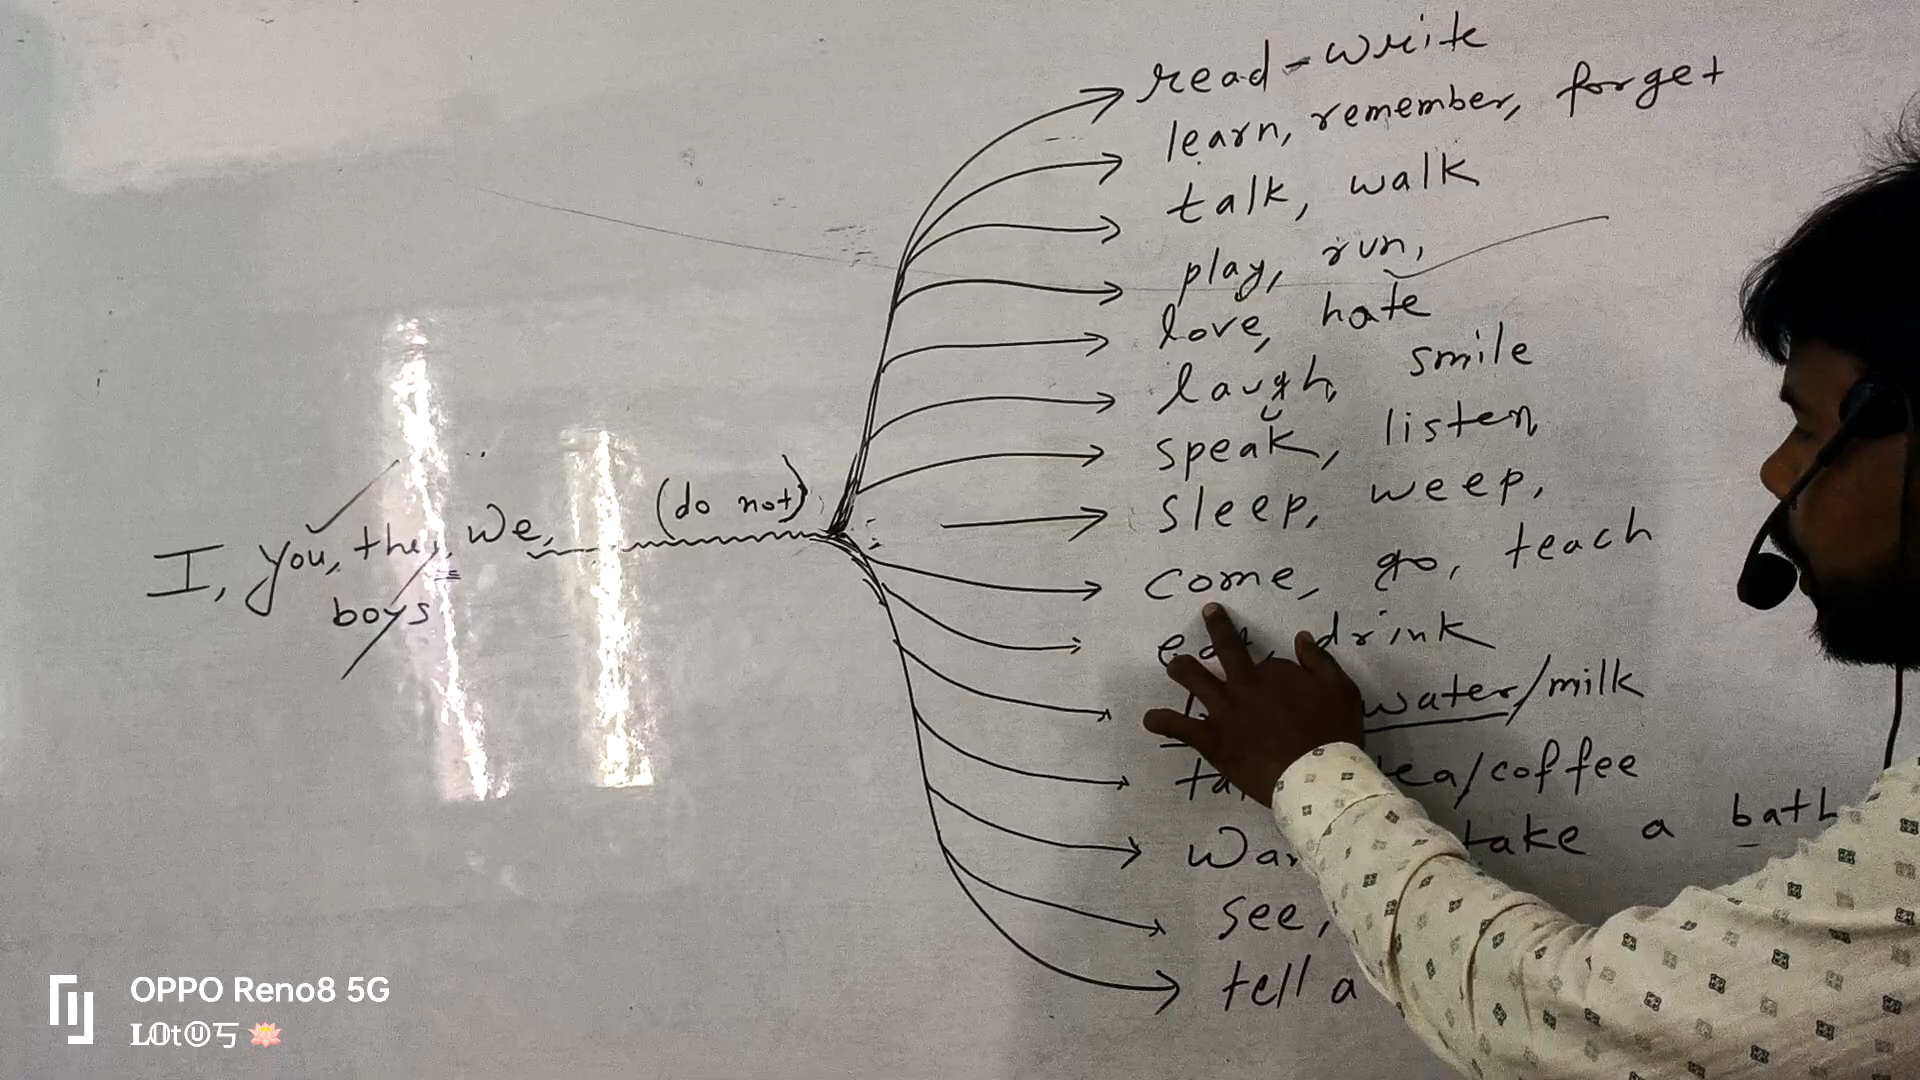 read - write
learn, remember, forget
talk, walk
play, run,
love, hate
laugh, smile
speak, listen,
sleep, weep,
come, go, teach
drink
water/milk
tea/coffee
take a bath
see,
tell a
I, you, they, we, (do not)
boys
OPPO Reno8 5G